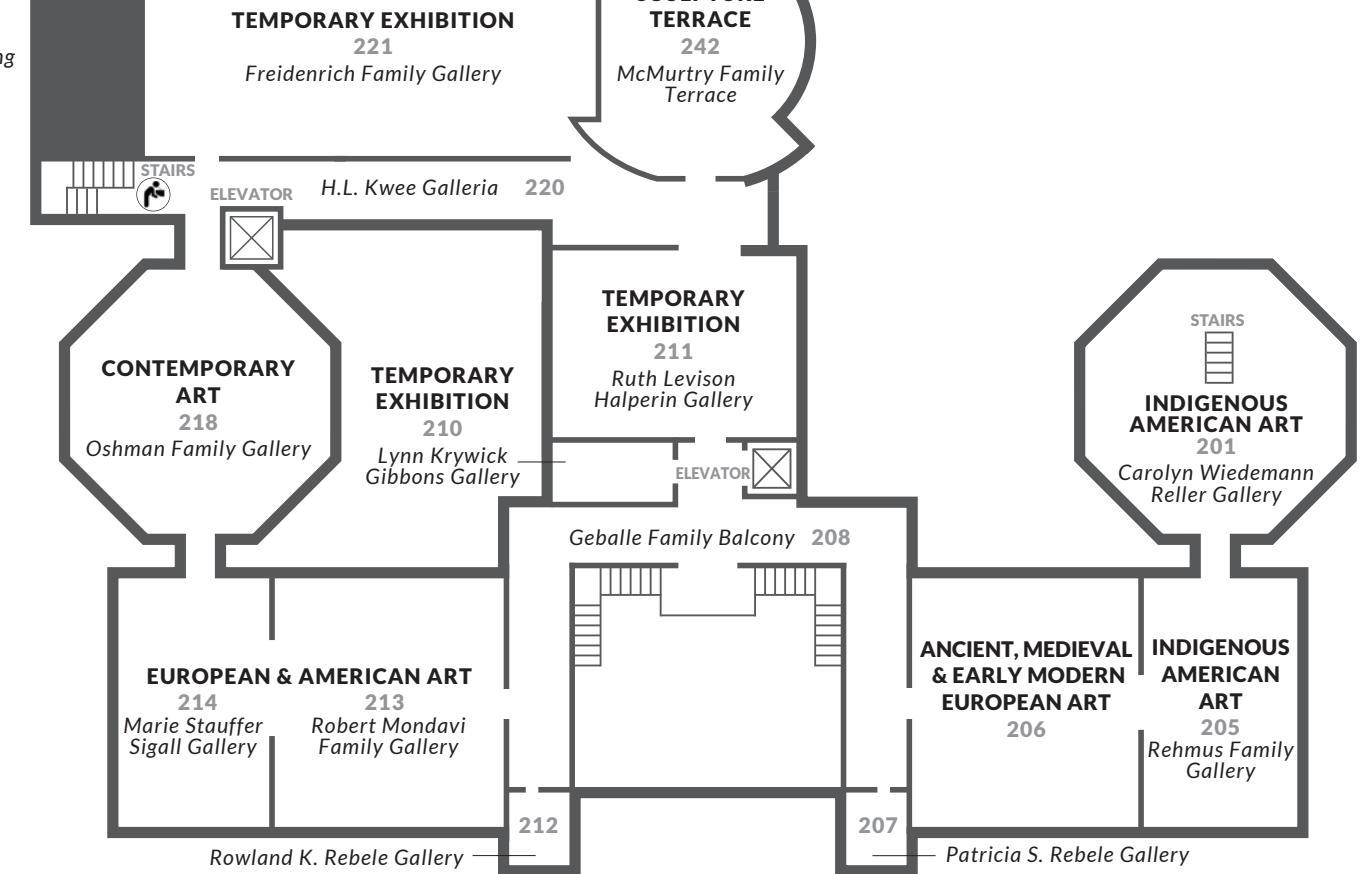 TEMPORARY EXHIBITION
221
Freidenrich Family Gallery
TERRACE
242
McMurtry Family
Terrace
STAIRS
ELEVATOR
H.L. Kwee Galleria 220
TEMPORARY
EXHIBITION
211
Ruth Levison
Halperin Gallery
CONTEMPORARY
ART
218
Oshman Family Gallery
TEMPORARY
EXHIBITION
210
Lynn Krywick
Gibbons Gallery
ELEVATOR
STAIRS
INDIGENOUS
AMERICAN ART
201
Carolyn Wiedemann
Reller Gallery
Geballe Family Balcony 208
EUROPEAN & AMERICAN ART
214
Marie Stauffer
Sigall Gallery
213
Robert Mondavi
Family Gallery
ANCIENT, MEDIEVAL
& EARLY MODERN
EUROPEAN ART
206
INDIGENOUS
AMERICAN
ART
205
Rehmus Family
Gallery
212
Rowland K. Rebele Gallery
207
Patricia S. Rebele Gallery